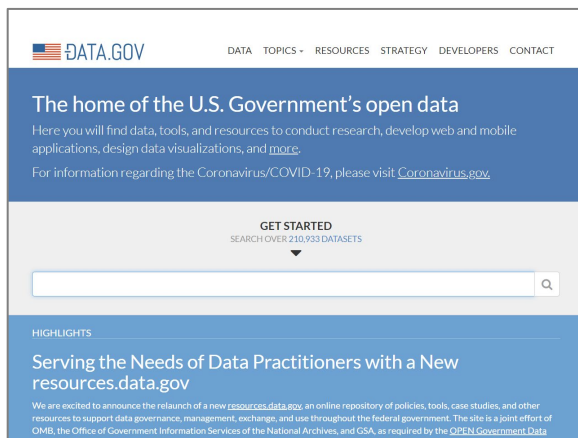 DATA.GOV
DATA TOPICS RESOURCES STRATEGY DEVELOPERS CONTACT
The home of the U.S. Government's open data
Here you will find data, tools, and resources to conduct research, develop web and mobile
applications, design data visualizations, and more.
For information regarding the Coronavirus/COVID-19, please visit Coronavirus.gov.
GET STARTED
SEARCH OVER 210,933 DATASETS
HIGHLIGHTS
Serving the Needs of Data Practitioners with a New
resources.data.gov
We are excited to announce the relaunch of a new resources.data.gov, an online repository of policies, tools, case studies, and other
resources to support data governance, management, exchange, and use throughout the federal government. The site is a joint effort of
OMB, the Office of Government Information Services of the National Archives, and GSA, as required by the OPEN Government Data